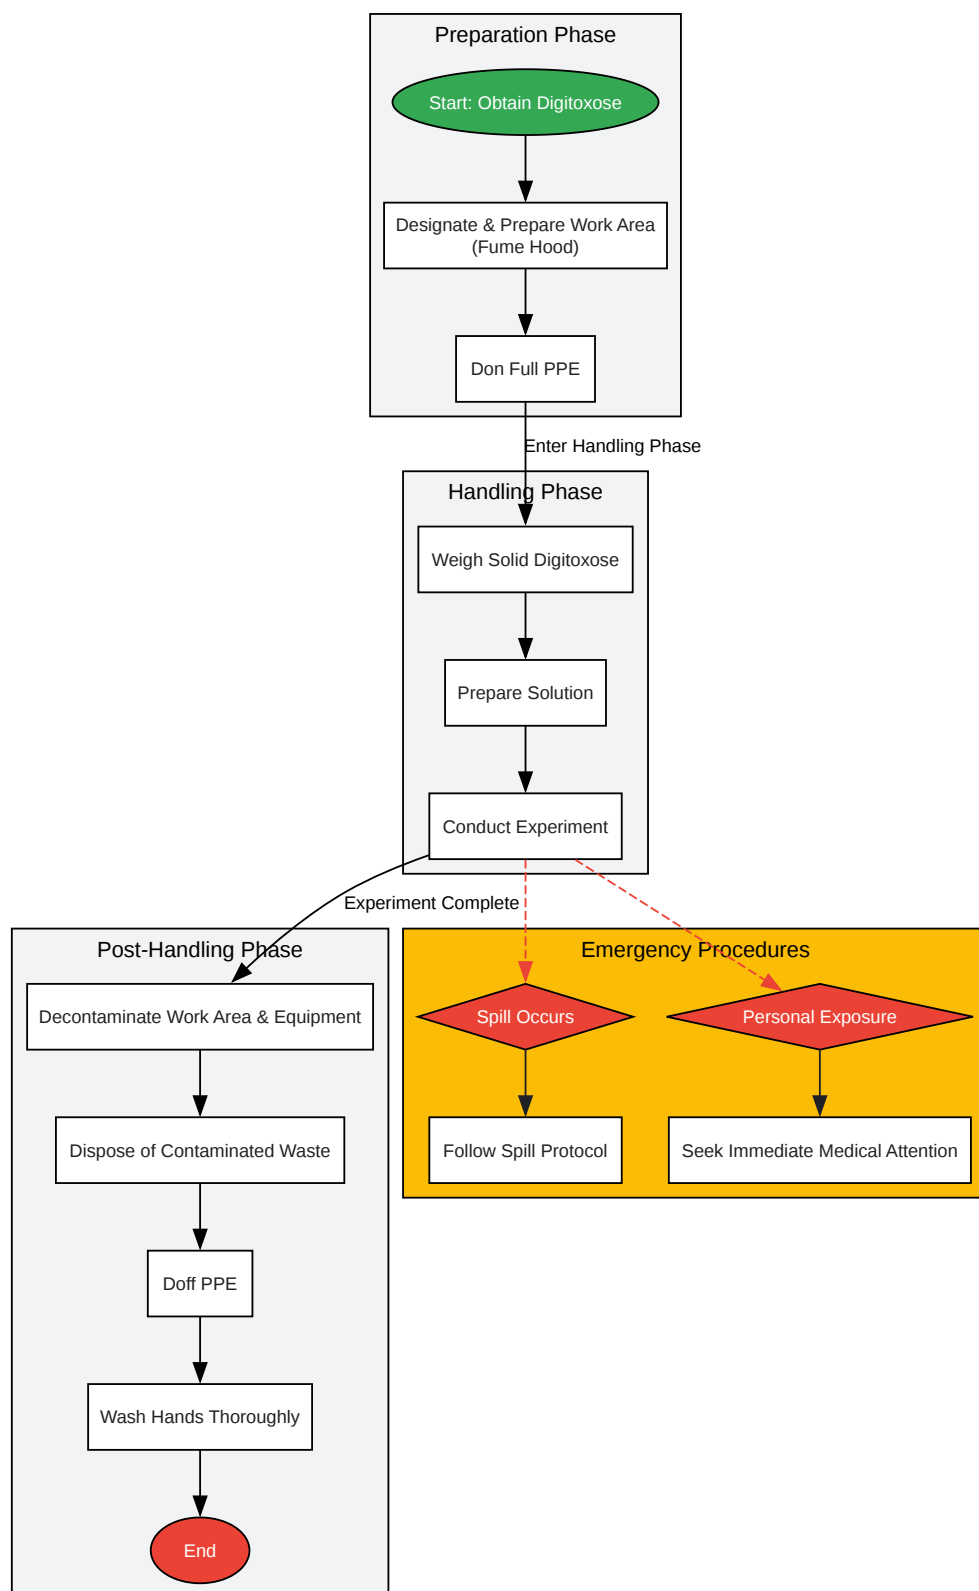 Preparation Phase
Start: Obtain Digitoxose
Designate & Prepare Work Area
(Fume Hood)
Don Full PPE
Enter Handling Phase
Handling Phase
Weigh Solid Digitoxose
Prepare Solution
Conduct Experiment
Experiment Complete
Post-Handling Phase
Decontaminate Work Area & Equipment
Dispose of Contaminated Waste
Doff PPE
Wash Hands Thoroughly
End
Emergency Procedures
Spill Occurs
Personal Exposure
Follow Spill Protocol
Seek Immediate Medical Attention